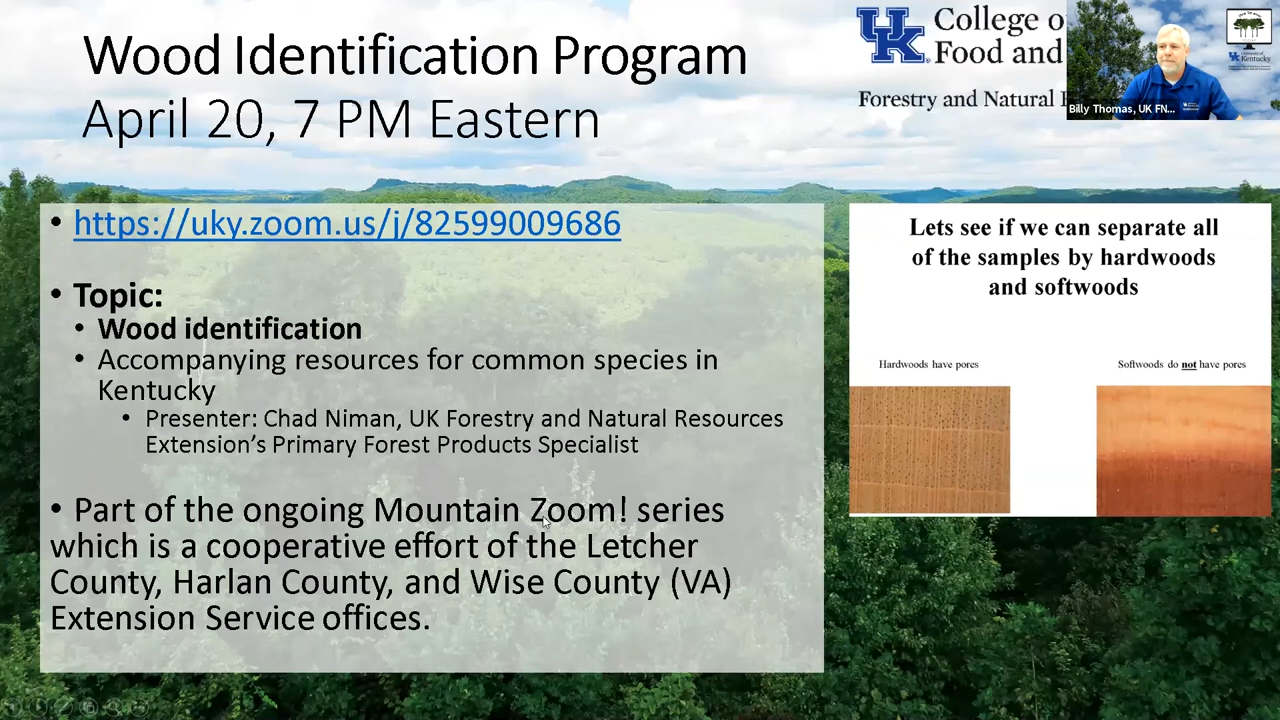 Wood Identification Program
April 20, 7 PM Eastern
College o
Food and
Forestry and Natural
UK
University of
Kentucky
Billy Thomas, UK FN...
• https://uky.zoom.us/j/82599009686
• Topic:
• Wood identification
• Accompanying resources for common species in
Kentucky
• Presenter: Chad Niman, UK Forestry and Natural Resources
Extension's Primary Forest Products Specialist
• Part of the ongoing Mountain Zoom! series
which is a cooperative effort of the Letcher
County, Harlan County, and Wise County (VA)
Extension Service offices.
Lets see if we can separate all
of the samples by hardwoods
and softwoods
Hardwoods have pores
Softwoods do not have pores